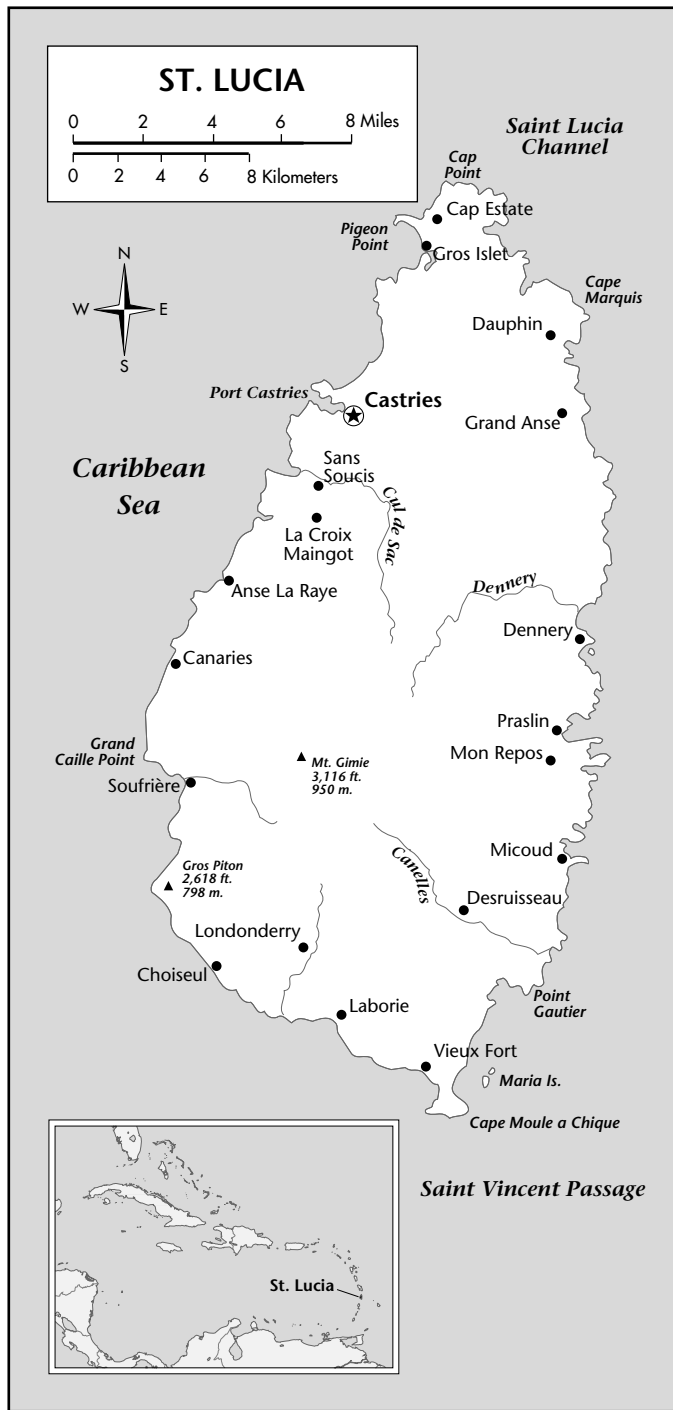 ST. LUCIA
0 2 4 6 8 Miles
0 2 4 6 8 Kilometers
Saint Lucia
Channel
Cap
Point
Cap Estate
Pigeon
Point
Gros Islet
N
W E
S
Cape
Marquis
Dauphin
Port Castries
Castries
Grand Anse
Caribbean
Sea
Sans
Soucis
Cul de Sac
La Croix
Maingot
Anse La Raye
Dennery
Dennery
Canaries
Praslin
Mon Repos
Grand
Caille Point
Mt. Gimie
3,116 ft.
950 m.
Soufrière
Micoud
Canelles
Gros Piton
2,618 ft.
798 m.
Desruisseau
Londonderry
Choiseul
Point
Gautier
Laborie
Vieux Fort
Maria Is.
Cape Moule a Chique
Saint Vincent Passage
St. Lucia